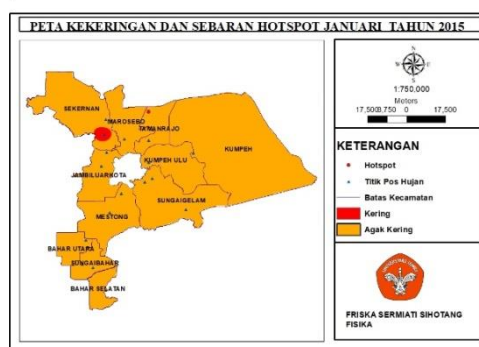 PETA KEKERINGAN DAN SEBARAN HOTSPOT JANUARI TAHUN 2015
1:750,000
Meters
17,500 8,750 0 17,500
KETERANGAN
Hotspot
Titik Pos Hujan
Batas Kecamatan
Kering
Agak Kering
FRISKA SERMIATI SIHOTANG
FISIKA
SEKERNAN
MAROSEBO
TAMANRAJO
KUMPEH
KUMPEH ULU
JAMBILUARKOTA
SUNGAIGELAM
MESTONG
BAHAR UTARA
SUNGAIBAHAR
BAHAR SELATAN